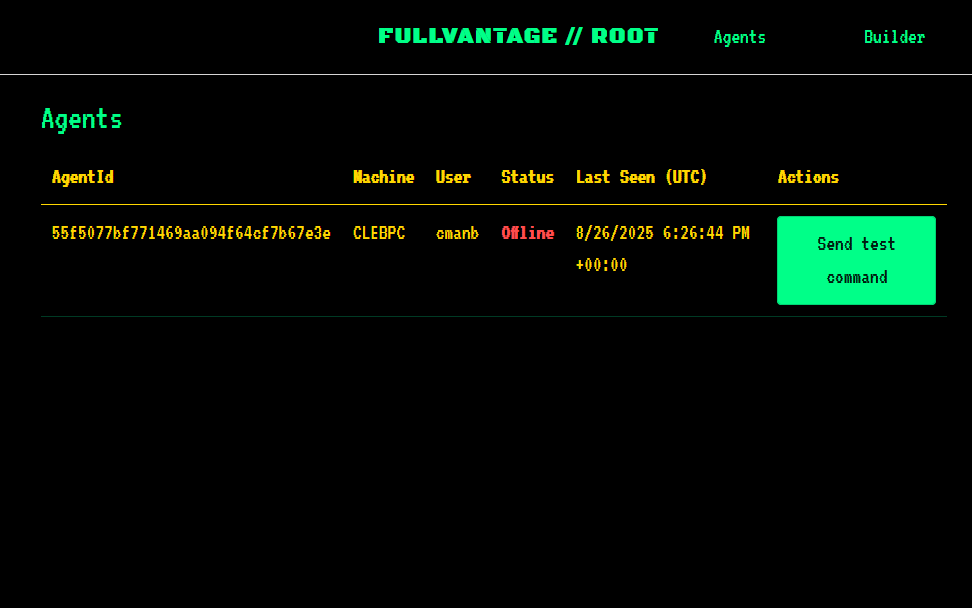 FULLVANTAGE // ROOT Agents Builder
Agents
AgentId Machine User Status Last Seen (UTC) Actions
55f5077bf771469aa094f64cf7b67e3e CLEBPC cmanb Offline 8/26/2025 6:26:44 PM
+00:00
Send test
command